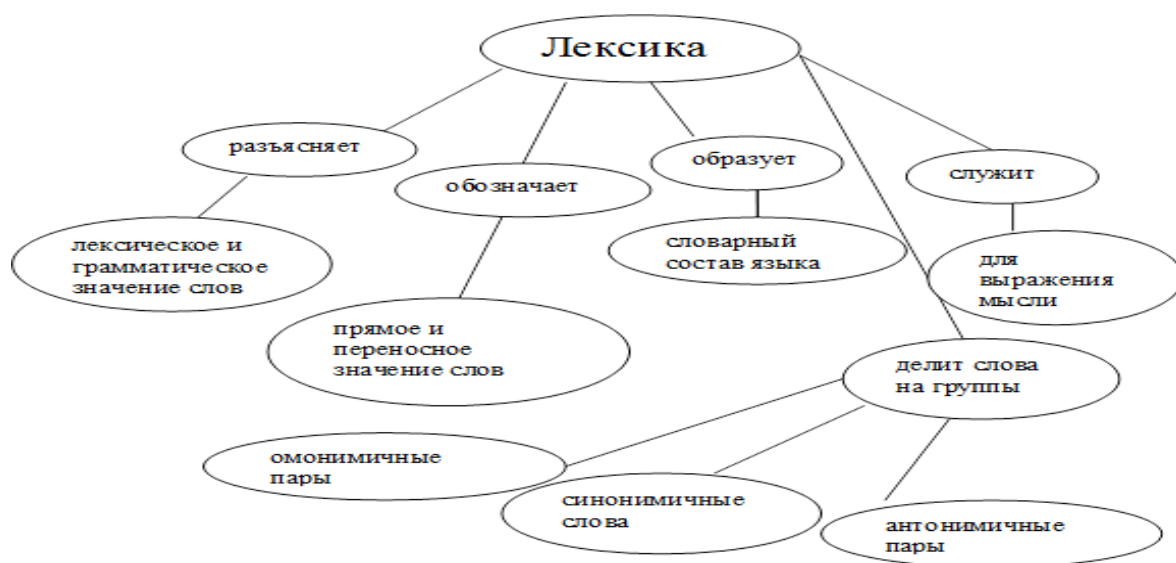 Лексика
разъясняет
обозначает
образует
служит
лексическое и
грамматическое
значение слов
прямое и
переносное
значение слов
словарный
состав языка
для
выражения
мысли
делит слова
на группы
омонимичные
пары
синонимичные
слова
антонимичные
пары